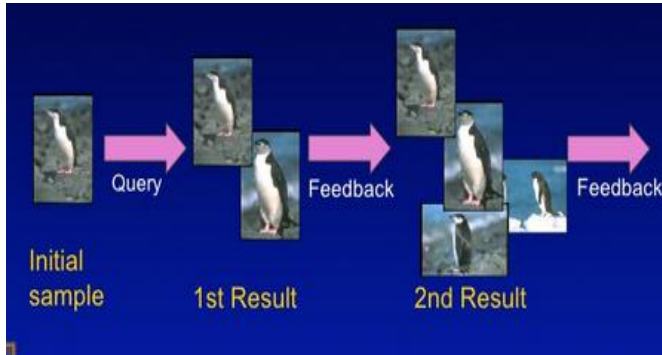 Query
Feedback
Feedback
Initial
sample
1st Result
2nd Result